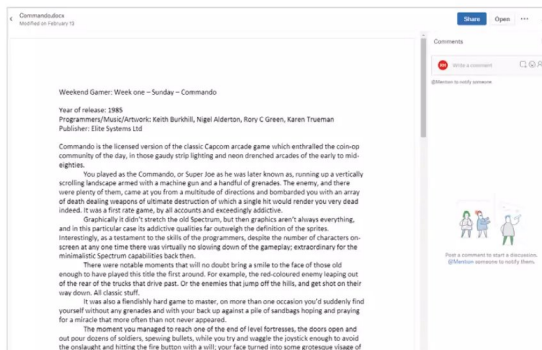 Commando.docx
Modified on February 13
Share
Open
Comments
Write a comment
@Mention to notify someone.
Weekend Gamer: Week one – Sunday – Commando
Year of release: 1985
Programmers/Music/Artwork: Keith Burkhill, Nigel Alderton, Rory C Green, Karen Trueman
Publisher: Elite Systems Ltd
Commando is the licensed version of the classic Capcom arcade game which enthralled the coin-op
community of the day, in those gaudy strip lighting and neon drenched arcades of the early to mid-
eighties.
You played as the Commando, or Super Joe as he was later known as, running up a vertically
scrolling landscape armed with a machine gun and a handful of grenades. The enemy, and there
were plenty of them, came at you from a multitude of directions and bombarded you with an array
of death dealing weapons of ultimate destruction of which a single hit would render you very dead
indeed. It was a first rate game, by all accounts and exceedingly addictive.
Graphically it didn't stretch the old Spectrum, but then graphics aren't always everything,
and in this particular case its addictive qualities far outweigh the definition of the sprites.
Interestingly, as a testament to the skills of the programmers, despite the number of characters on-
screen at any one time there was virtually no slowing down of the gameplay; extraordinary for the
minimalistic Spectrum capabilities back then.
There were notable moments that will no doubt bring a smile to the face of those old
enough to have played this title the first around. For example, the red-coloured enemy leaping out
of the rear of the trucks that drive past. Or the enemies that jump off the hills, and get shot on their
way down. All classic stuff.
It was also a fiendishly hard game to master, on more than one occasion you'd suddenly find
yourself without any grenades and with your back up against a pile of sandbags hoping and praying
for a miracle that more often than not never appeared.
The moment you managed to reach one of the end of level fortresses, the doors open and
out pour dozens of soldiers, spewing bullets, while you try and waggle the joystick enough to avoid
the onslaught and hitting the fire button with a will; your face turned into some grotesque visage of
Post a comment to start a discussion.
@Mention someone to notify them.